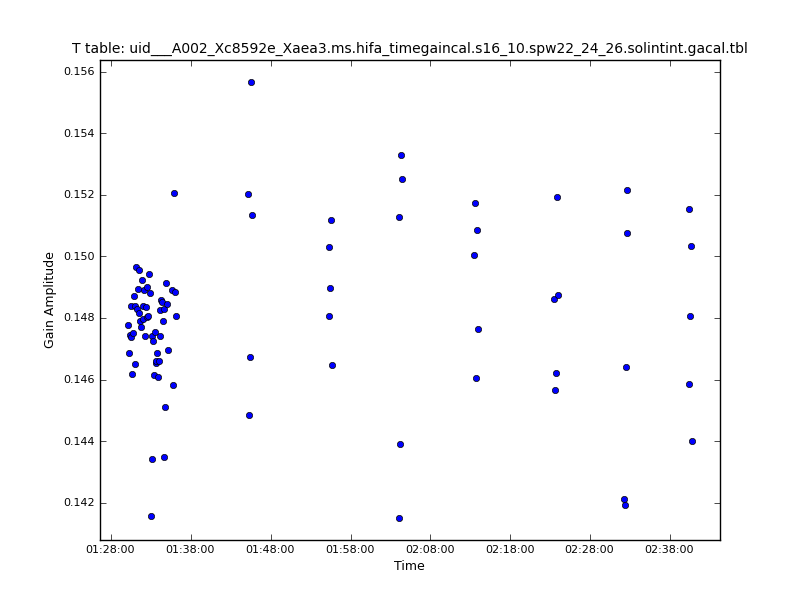 T table: uid___A002_Xc8592e_Xaea3.ms.hifa_timegaincal.s16_10.spw22_24_26.solintint.gacal.tbl
0.156
0.154
0.152
0.150
0.148
0.146
0.144
0.142
Gain Amplitude
01:28:00 01:38:00 01:48:00 01:58:00 02:08:00 02:18:00 02:28:00 02:38:00
Time